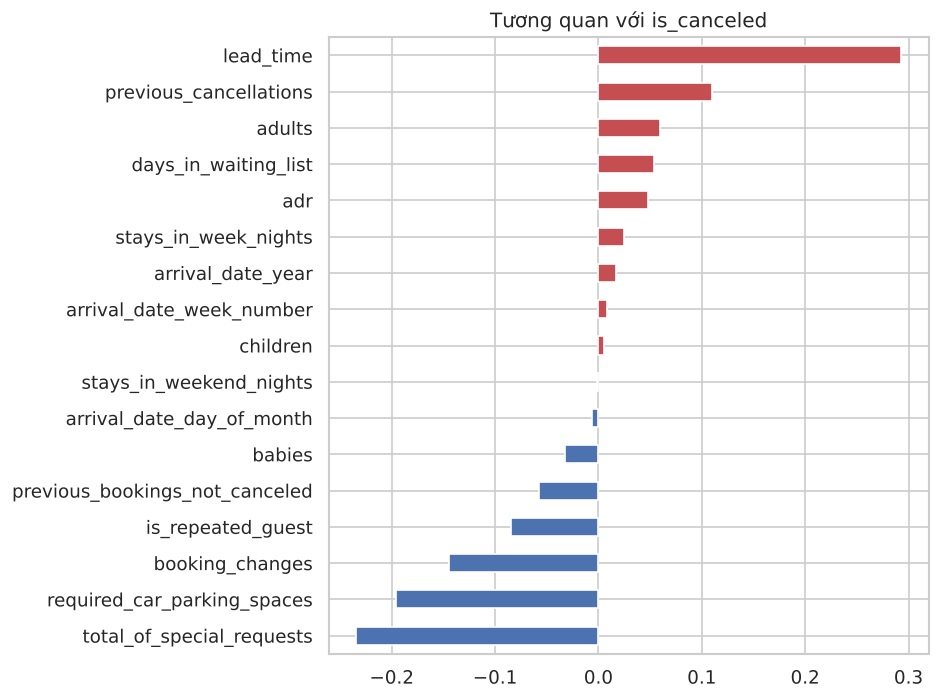 Tương quan với is_canceled
lead_time
previous_cancellations
adults
days_in_waiting_list
adr
stays_in_week_nights
arrival_date_year
arrival_date_week_number
children
stays_in_weekend_nights
arrival_date_day_of_month
babies
previous_bookings_not_canceled
is_repeated_guest
booking_changes
required_car_parking_spaces
total_of_special_requests
−0.2 −0.1 0.0 0.1 0.2 0.3